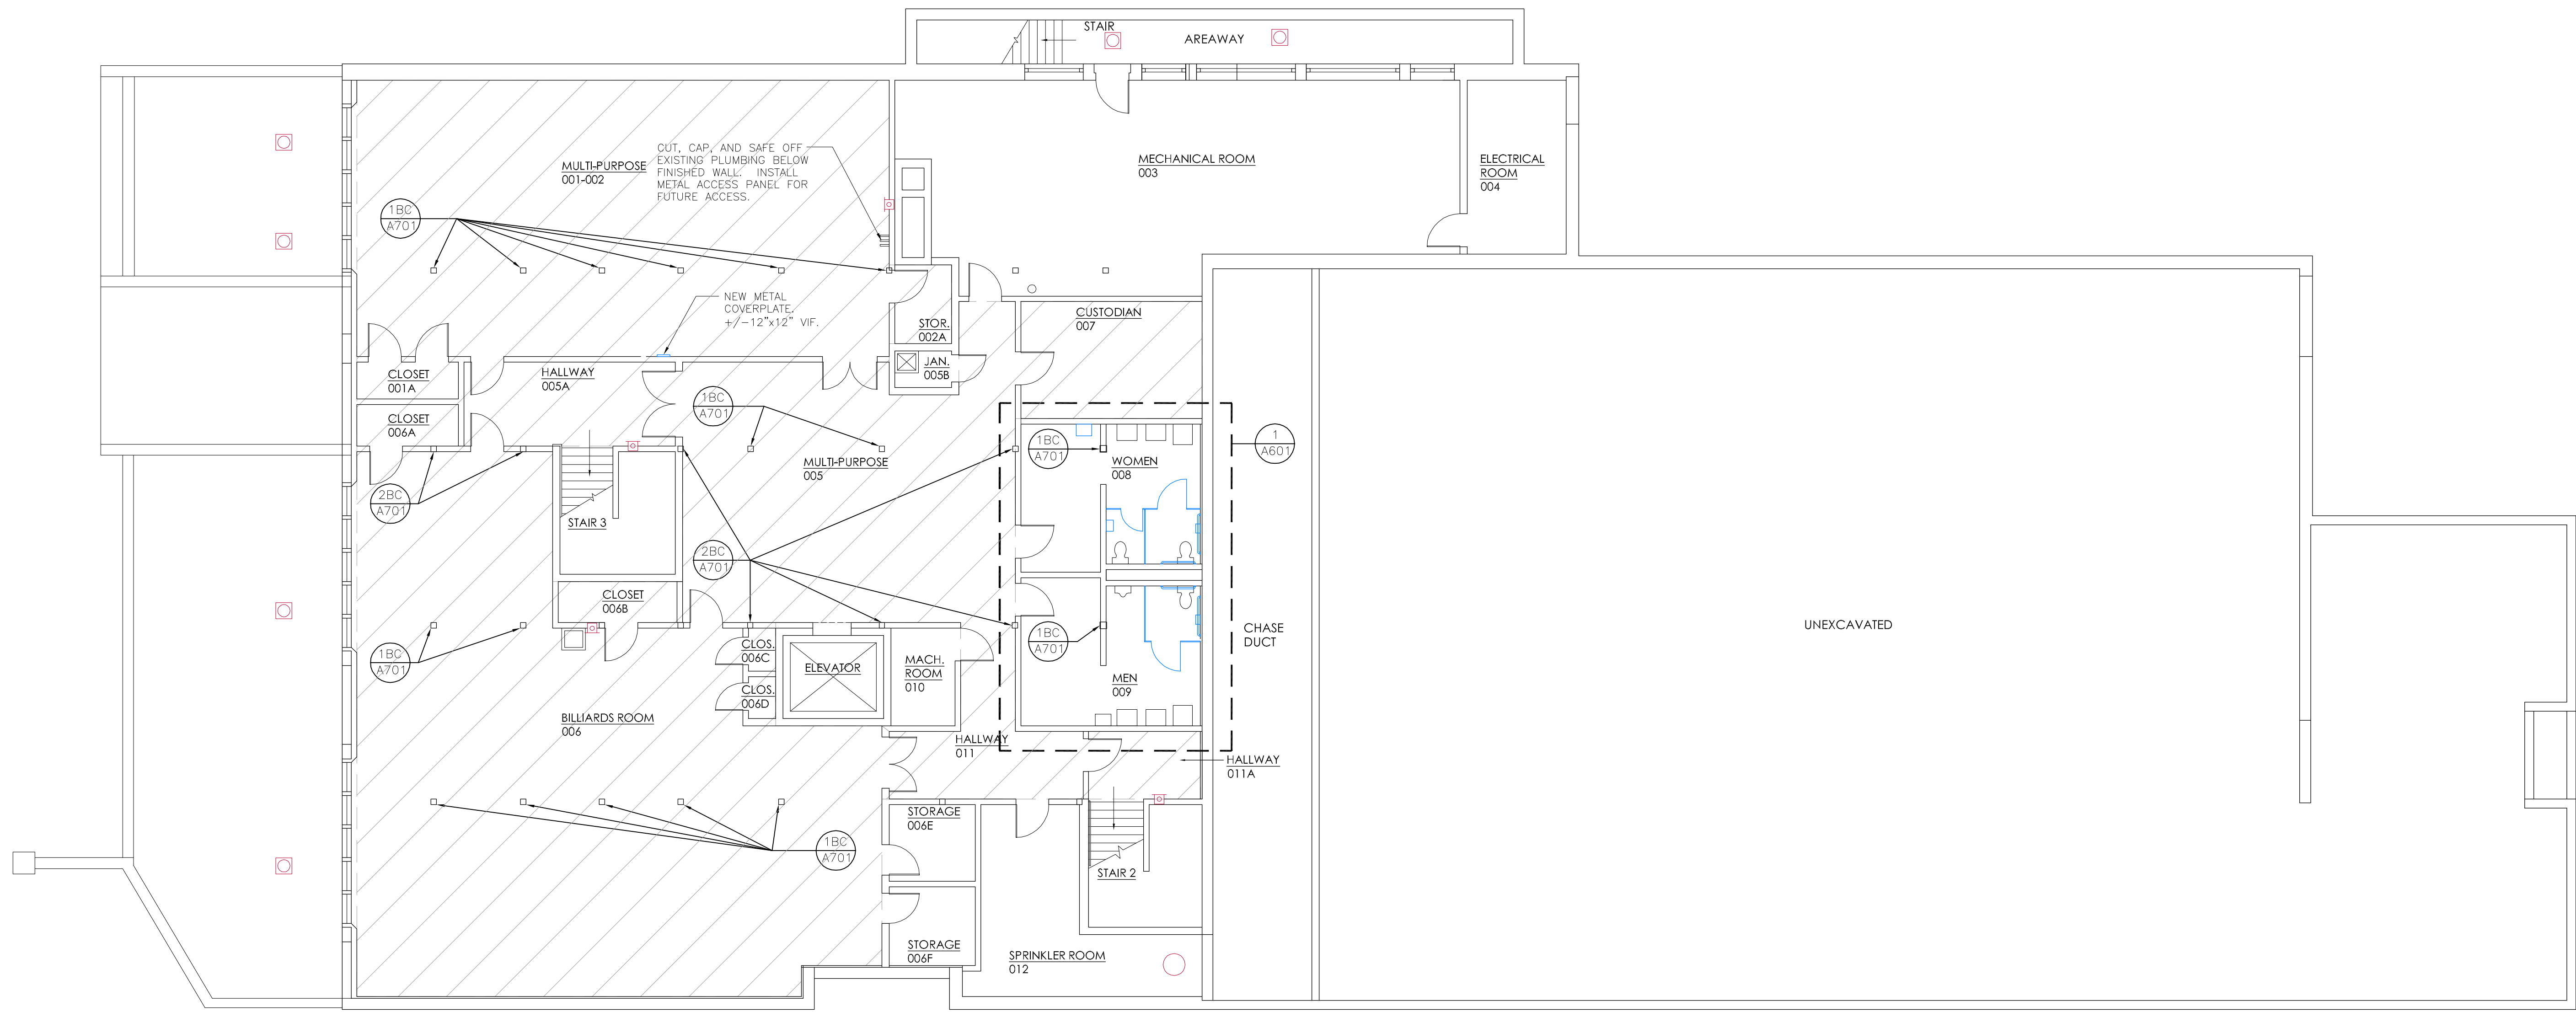 STAIR
AREAWAY
MULTI-PURPOSE
001-002
CUT, CAP, AND SAFE OFF
EXISTING PLUMBING BELOW
FINISHED WALL. INSTALL
METAL ACCESS PANEL FOR
FUTURE ACCESS.
MECHANICAL ROOM
003
ELECTRICAL
ROOM
004
1BC
A701
NEW METAL
COVERPLATE.
+/-12"x12" VIF.
STOR.
002A
CUSTODIAN
007
CLOSET
001A
HALLWAY
005A
JAN.
005B
CLOSET
006A
1BC
A701
1BC
A701
1
A601
MULTI-PURPOSE
005
WOMEN
008
2BC
A701
STAIR 3
2BC
A701
CLOSET
006B
1BC
A701
CHASE
DUCT
UNEXCAVATED
1BC
A701
CLOS.
006C
ELEVATOR
MACH.
ROOM
010
MEN
009
CLOS.
006D
BILLIARDS ROOM
006
HALLWAY
011
HALLWAY
011A
STORAGE
006E
1BC
A701
STAIR 2
STORAGE
006F
SPRINKLER ROOM
012